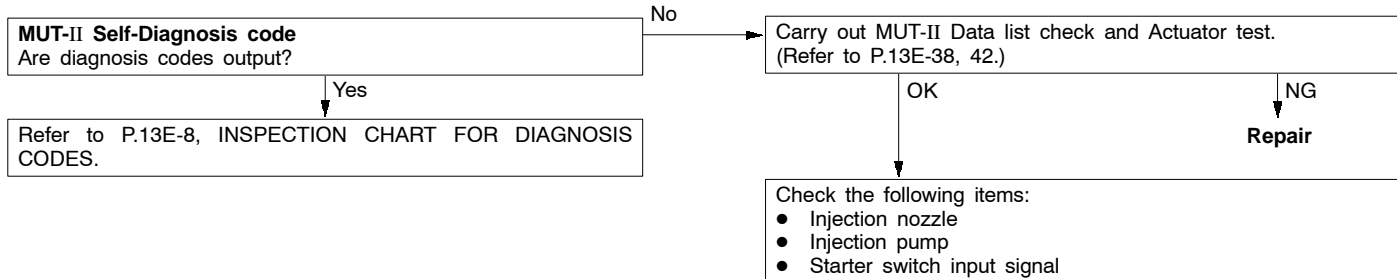 MUT-II Self-Diagnosis code
Are diagnosis codes output?
No
Carry out MUT-II Data list check and Actuator test.
(Refer to P.13E-38, 42.)
Yes
OK
NG
Refer to P.13E-8, INSPECTION CHART FOR DIAGNOSIS
CODES.
Repair
Check the following items:
● Injection nozzle
● Injection pump
● Starter switch input signal